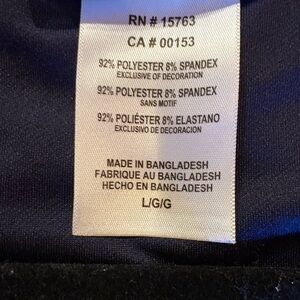 RN # 15763
CA # 00153
92% POLYESTER 8% SPANDEX
EXCLUSIVE OF DECORATION
92% POLYESTER 8% SPANDEX
SANS MOTIF
92% POLIÉSTER 8% ELASTANO
EXCLUSIVO DE DECORACION
MADE IN BANGLADESH
FABRIQUE AU BANGLADESH
HECHO EN BANGLADESH
L/G/G